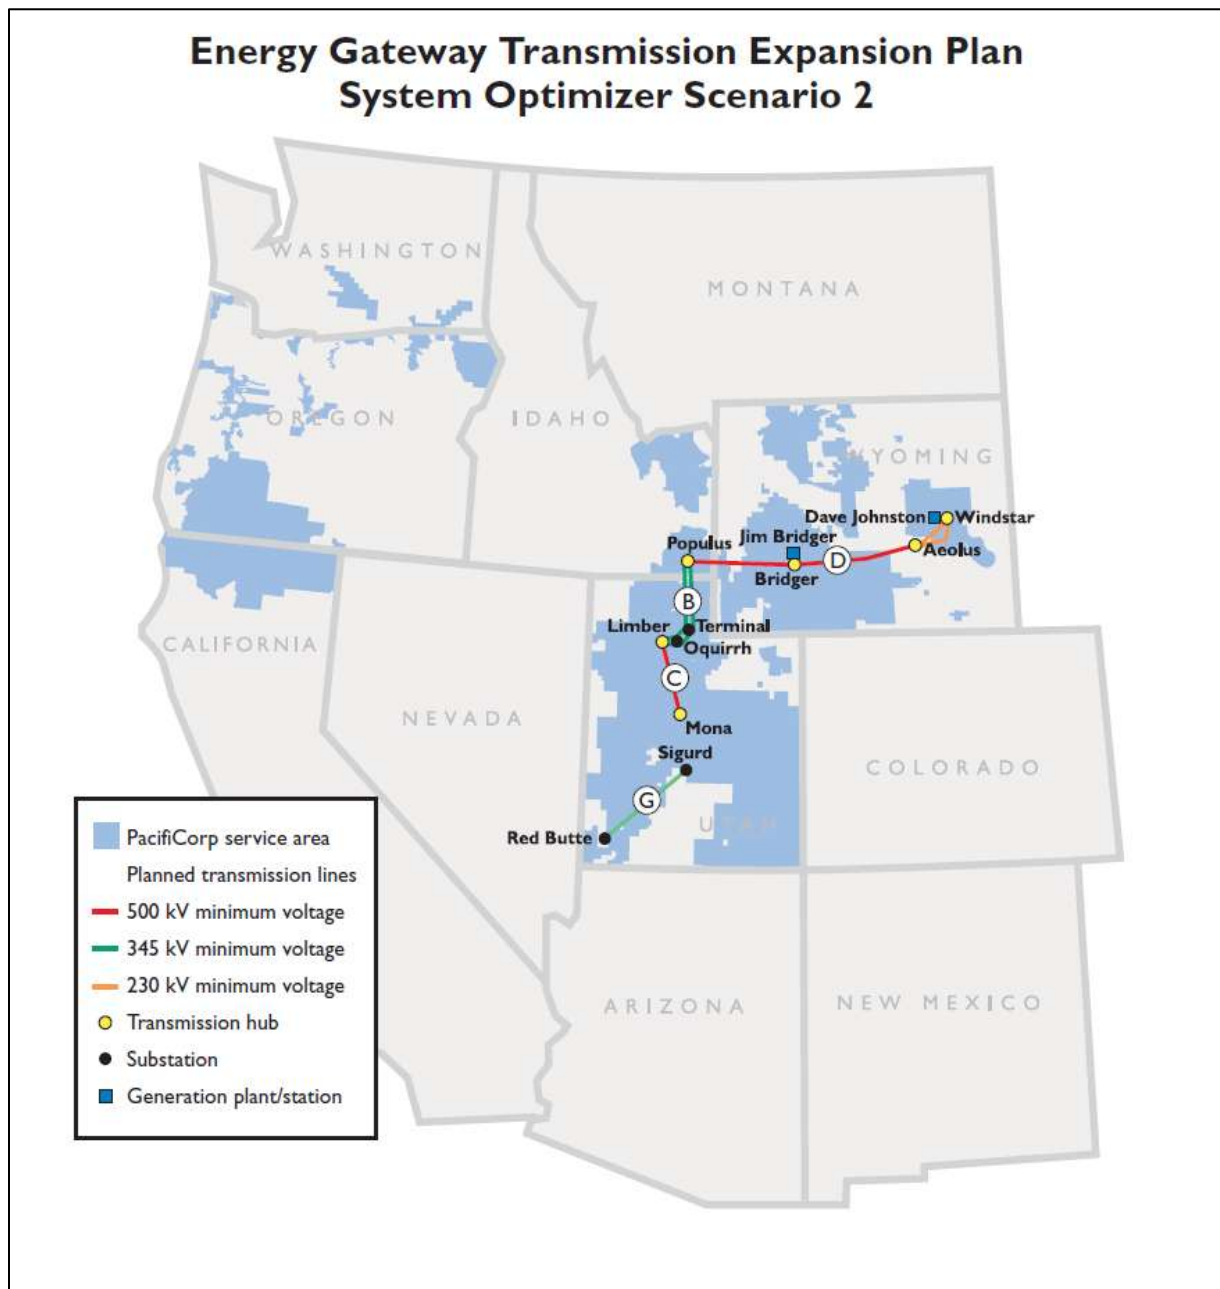 Energy Gateway Transmission Expansion Plan
System Optimizer Scenario 2
WASHINGTON
MONTANA
OREGON
IDAHO
WYOMING
Dave Johnston
Windstar
Jim Bridger
Populus
Aeolus
D
Bridger
B
Limber
Terminal
Oquirrh
CALIFORNIA
C
NEVADA
Mona
Sigurd
COLORADO
G
UTAH
Red Butte
PacifiCorp service area
Planned transmission lines
500 kV minimum voltage
345 kV minimum voltage
230 kV minimum voltage
Transmission hub
Substation
Generation plant/station
ARIZONA
NEW MEXICO